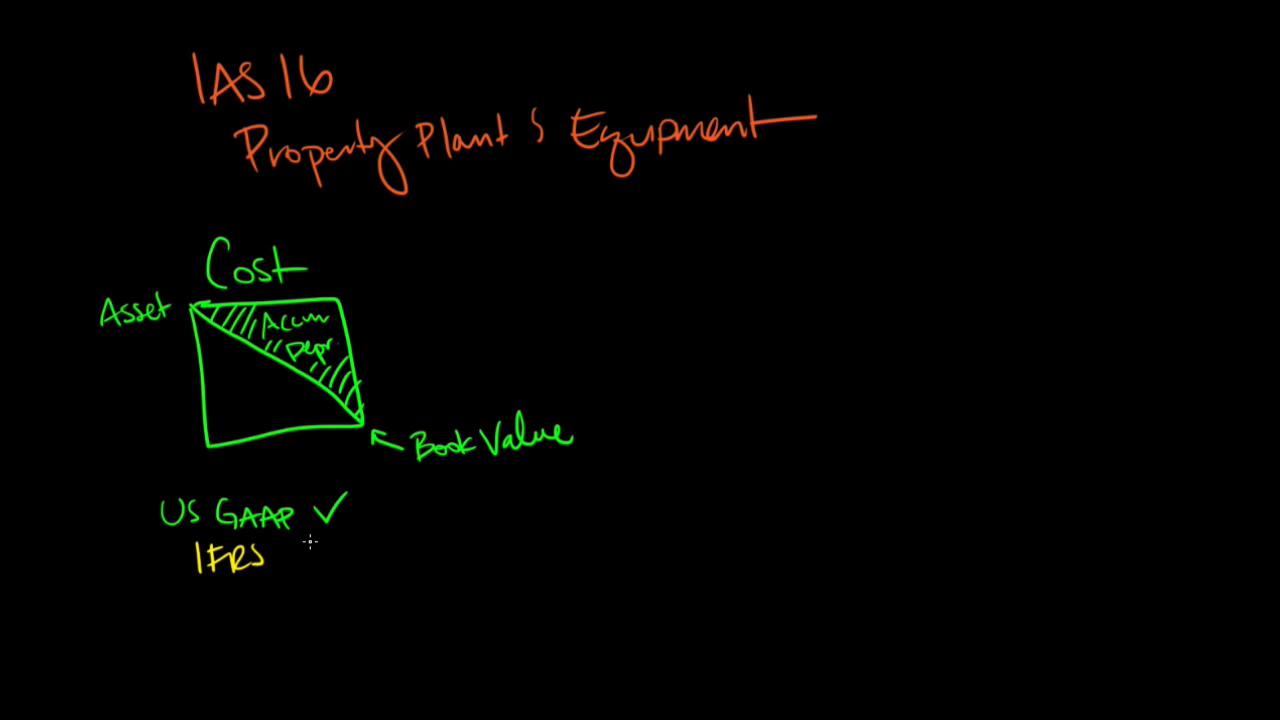 IAS 16
Property Plant & Equipment
Cost
Asset
Accum
Depr.
Book Value
US GAAP ✓
IFRS